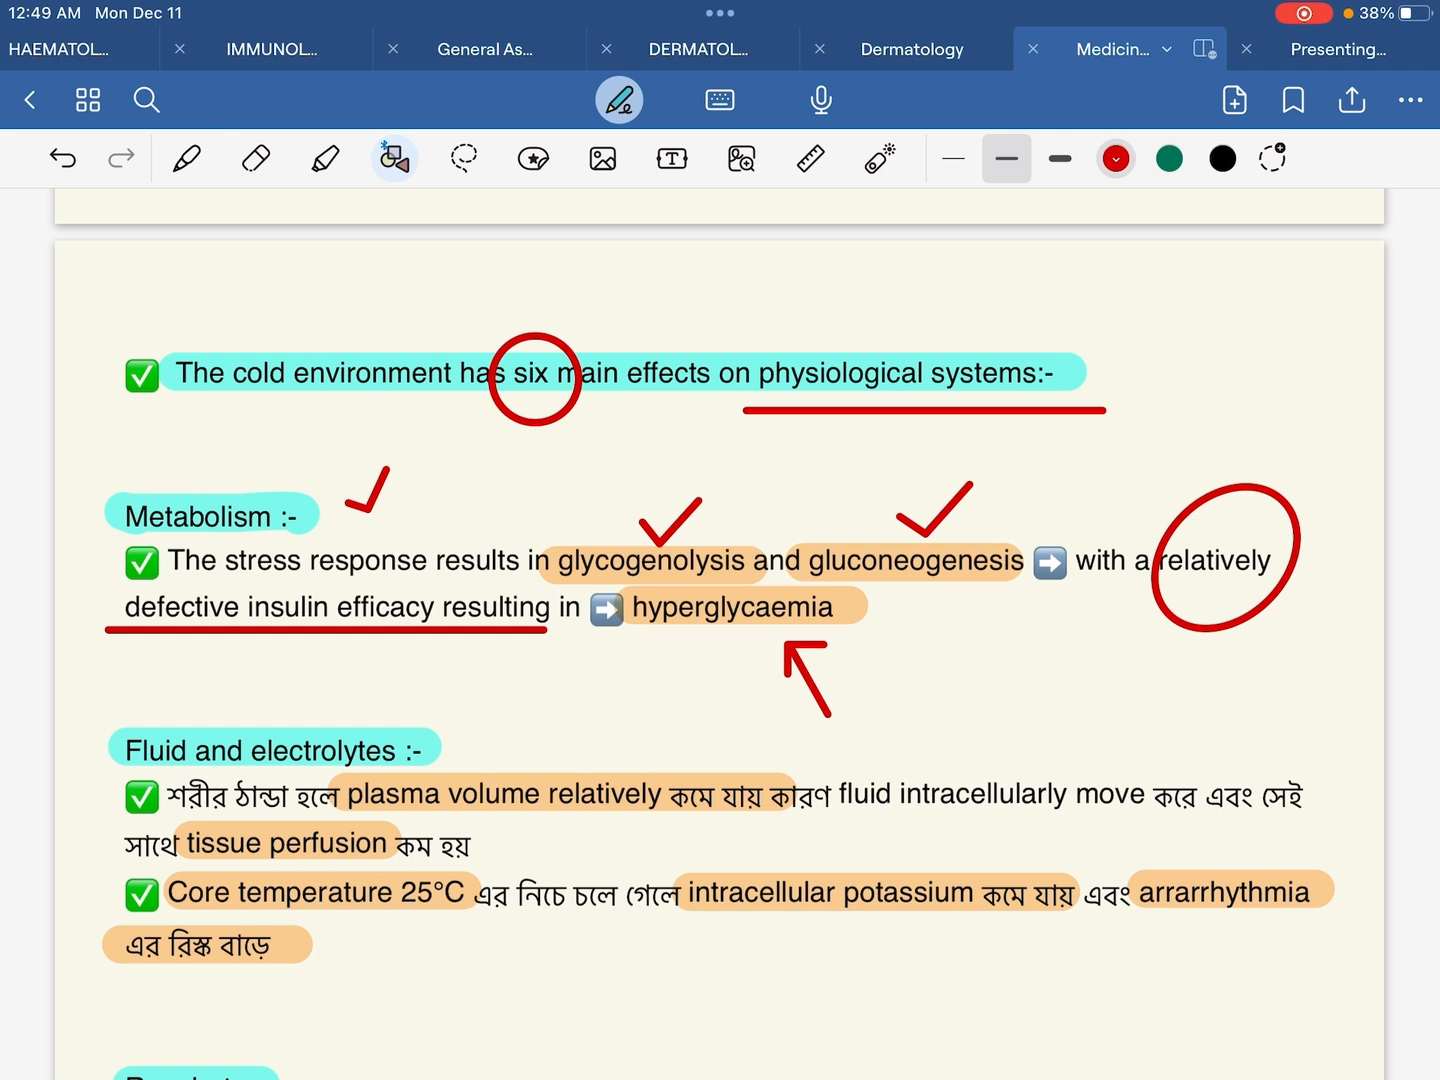 12:49 AM Mon Dec 11
38%
HAEMATOL...
IMMUNOL...
General As...
DERMATOL...
Dermatology
Medicin...
Presenting...
The cold environment has six main effects on physiological systems:-
Metabolism :-
The stress response results in glycogenolysis and gluconeogenesis ➡️ with a relatively
defective insulin efficacy resulting in ➡️ hyperglycaemia
Fluid and electrolytes :-
শরীর ঠান্ডা হলে plasma volume relatively কমে যায় কারণ fluid intracellularly move করে এবং সেই
সাথে tissue perfusion কম হয়
Core temperature 25°C এর নিচে চলে গেলে intracellular potassium কমে যায় এবং arrarrhythmia
এর রিস্ক বাড়ে